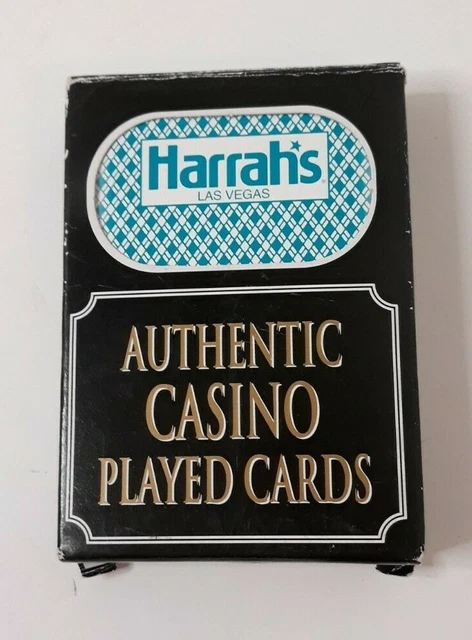 Harrah's
LAS VEGAS
AUTHENTIC
CASINO
PLAYED CARDS